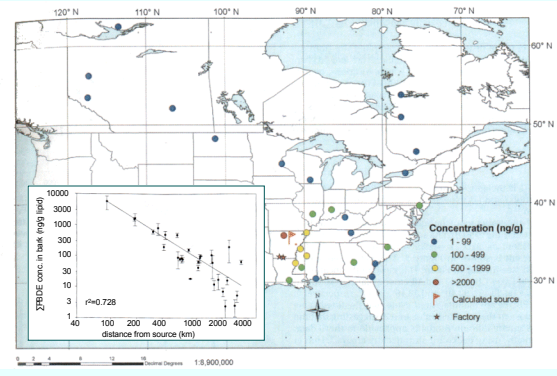 120° N 110° N 100° N 90° N 80° N 70° N
60° N
50° N
40° N
30° N
10000
3000
1000
300
100
30
10
3
1
40 100 200 400 1000 2000 4000
∑PBDE conc. in bark (ng/g lipid)
r²=0.728
distance from source (km)
Concentration (ng/g)
1 - 99
100 - 499
500 - 1999
>2000
Calculated source
Factory
N
0 2 4 8 12 16
Decimal Degrees
1:8,900,000